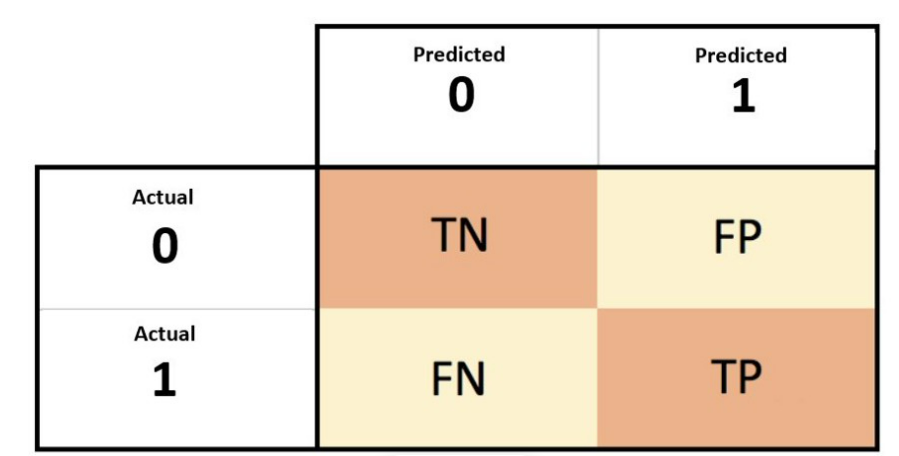 Predicted Predicted
0 1
Actual
0 TN FP
Actual
1 FN TP